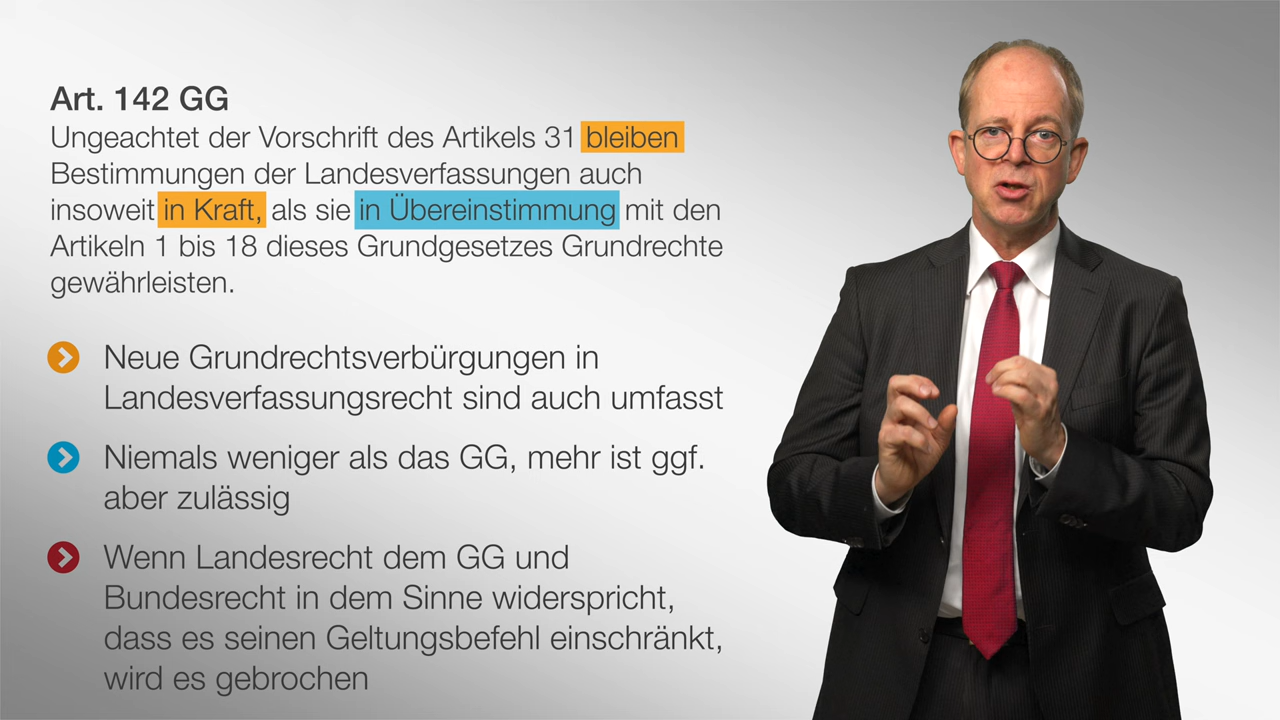 Art. 142 GG
Ungeachtet der Vorschrift des Artikels 31 bleiben
Bestimmungen der Landesverfassungen auch
insoweit in Kraft, als sie in Übereinstimmung mit den
Artikeln 1 bis 18 dieses Grundgesetzes Grundrechte
gewährleisten.
Neue Grundrechtsverbürgungen in
Landesverfassungsrecht sind auch umfasst
Niemals weniger als das GG, mehr ist ggf.
aber zulässig
Wenn Landesrecht dem GG und
Bundesrecht in dem Sinne widerspricht,
dass es seinen Geltungsbefehl einschränkt,
wird es gebrochen